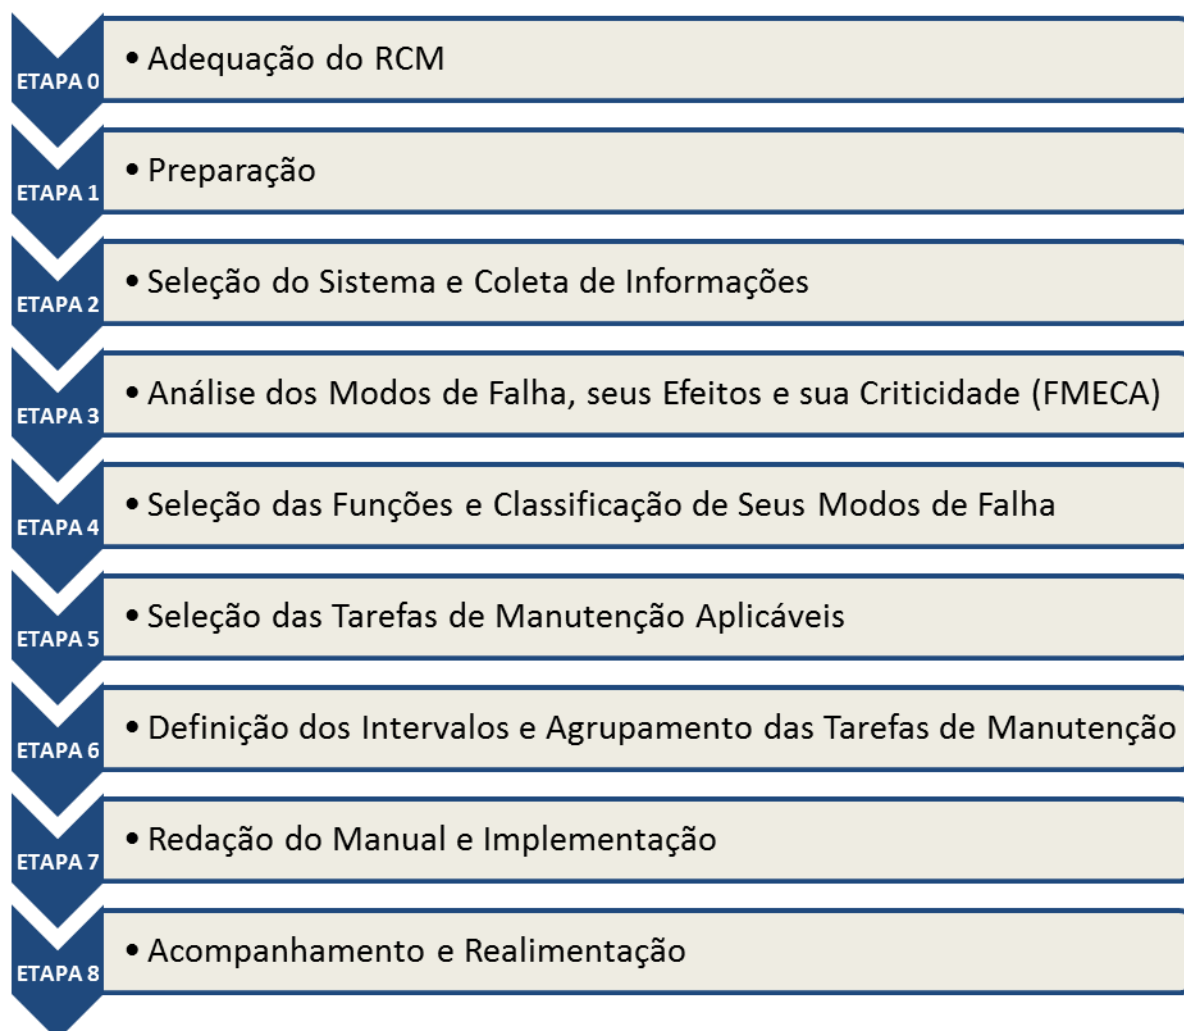 ETAPA 0
• Adequação do RCM
ETAPA 1
• Preparação
ETAPA 2
• Seleção do Sistema e Coleta de Informações
ETAPA 3
• Análise dos Modos de Falha, seus Efeitos e sua Criticidade (FMECA)
ETAPA 4
• Seleção das Funções e Classificação de Seus Modos de Falha
ETAPA 5
• Seleção das Tarefas de Manutenção Aplicáveis
ETAPA 6
• Definição dos Intervalos e Agrupamento das Tarefas de Manutenção
ETAPA 7
• Redação do Manual e Implementação
ETAPA 8
• Acompanhamento e Realimentação